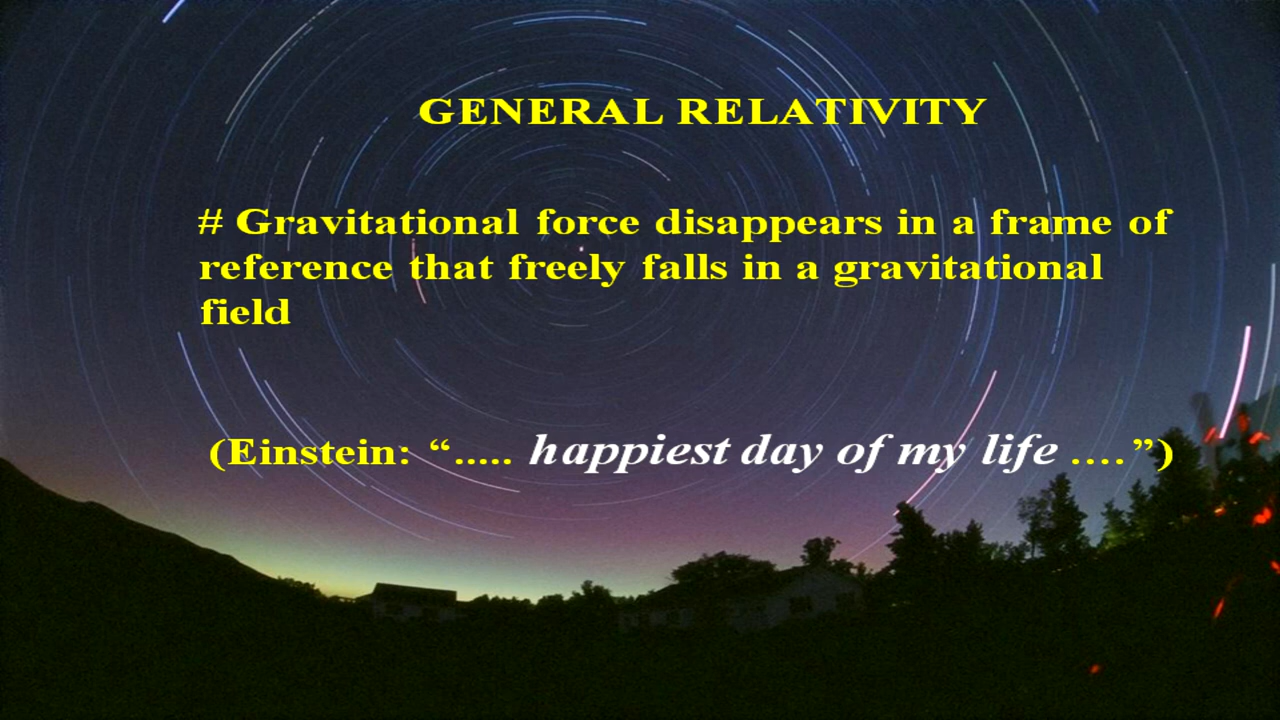 GENERAL RELATIVITY
# Gravitational force disappears in a frame of
reference that freely falls in a gravitational
field
(Einstein: “..... happiest day of my life ....”)